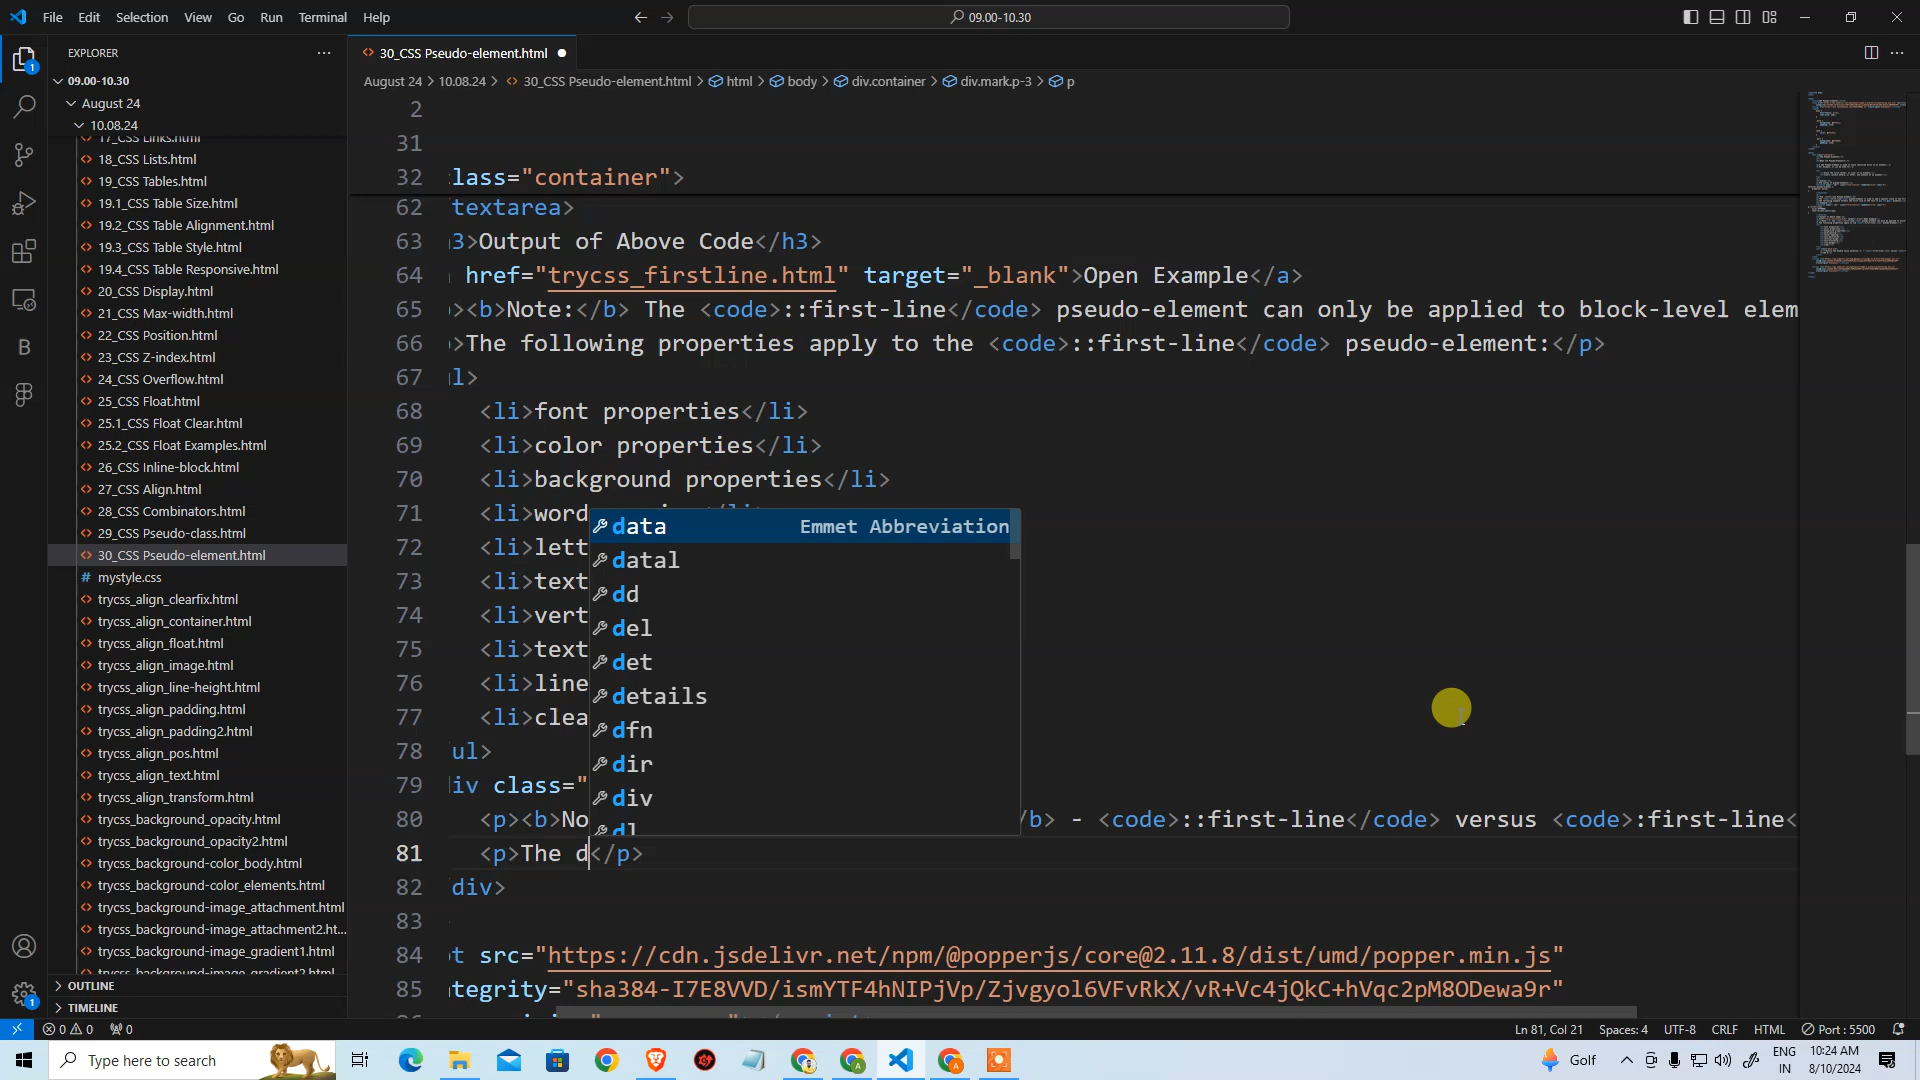 File Edit Selection View Go Run Terminal Help
09.00-10.30
EXPLORER
09.00-10.30
August 24
10.08.24
17_CSS Links.html
18_CSS Lists.html
19_CSS Tables.html
19.1_CSS Table Size.html
19.2_CSS Table Alignment.html
19.3_CSS Table Style.html
19.4_CSS Table Responsive.html
20_CSS Display.html
21_CSS Max-width.html
22_CSS Position.html
23_CSS Z-index.html
24_CSS Overflow.html
25_CSS Float.html
25.1_CSS Float Clear.html
25.2_CSS Float Examples.html
26_CSS Inline-block.html
27_CSS Align.html
28_CSS Combinators.html
29_CSS Pseudo-class.html
30_CSS Pseudo-element.html
# mystyle.css
trycss_align_clearfix.html
trycss_align_container.html
trycss_align_float.html
trycss_align_image.html
trycss_align_line-height.html
trycss_align_padding.html
trycss_align_padding2.html
trycss_align_pos.html
trycss_align_text.html
trycss_align_transform.html
trycss_background_opacity.html
trycss_background_opacity2.html
trycss_background-color_body.html
trycss_background-color_elements.html
trycss_background-image_attachment.html
trycss_background-image_attachment2.ht...
trycss_background-image_gradient1.html
trycss_background-image_gradient2.html
OUTLINE
TIMELINE
30_CSS Pseudo-element.html
August 24 > 10.08.24 > 30_CSS Pseudo-element.html > html > body > div.container > div.mark.p-3 > p
2
31
32 lass="container">
62 textarea>
63 3>Output of Above Code</h3>
64 href="trycss_firstline.html" target="_blank">Open Example</a>
65 ><b>Note:</b> The <code>::first-line</code> pseudo-element can only be applied to block-level elem
66 >The following properties apply to the <code>::first-line</code> pseudo-element:</p>
67 l>
68 <li>font properties</li>
69 <li>color properties</li>
70 <li>background properties</li>
71 <li>word
72 <li>lett
73 <li>text
74 <li>vert
75 <li>text
76 <li>line
77 <li>clea
78 ul>
79 iv class="
80 <p><b>No /b> - <code>::first-line</code> versus <code>:first-line<
81 <p>The d</p>
82 div>
83
84 t src="https://cdn.jsdelivr.net/npm/@popperjs/core@2.11.8/dist/umd/popper.min.js"
85 tegrity="sha384-I7E8VVD/ismYTF4hNIPjVp/Zjvgyol6VFvRkX/vR+Vc4jQkC+hVqc2pM8ODewa9r"
data Emmet Abbreviation
datal
dd
del
det
details
dfn
dir
div
dl
0 0 0
Ln 81, Col 21 Spaces: 4 UTF-8 CRLF HTML Port : 5500
Type here to search
Golf
ENG
IN
10:24 AM
8/10/2024